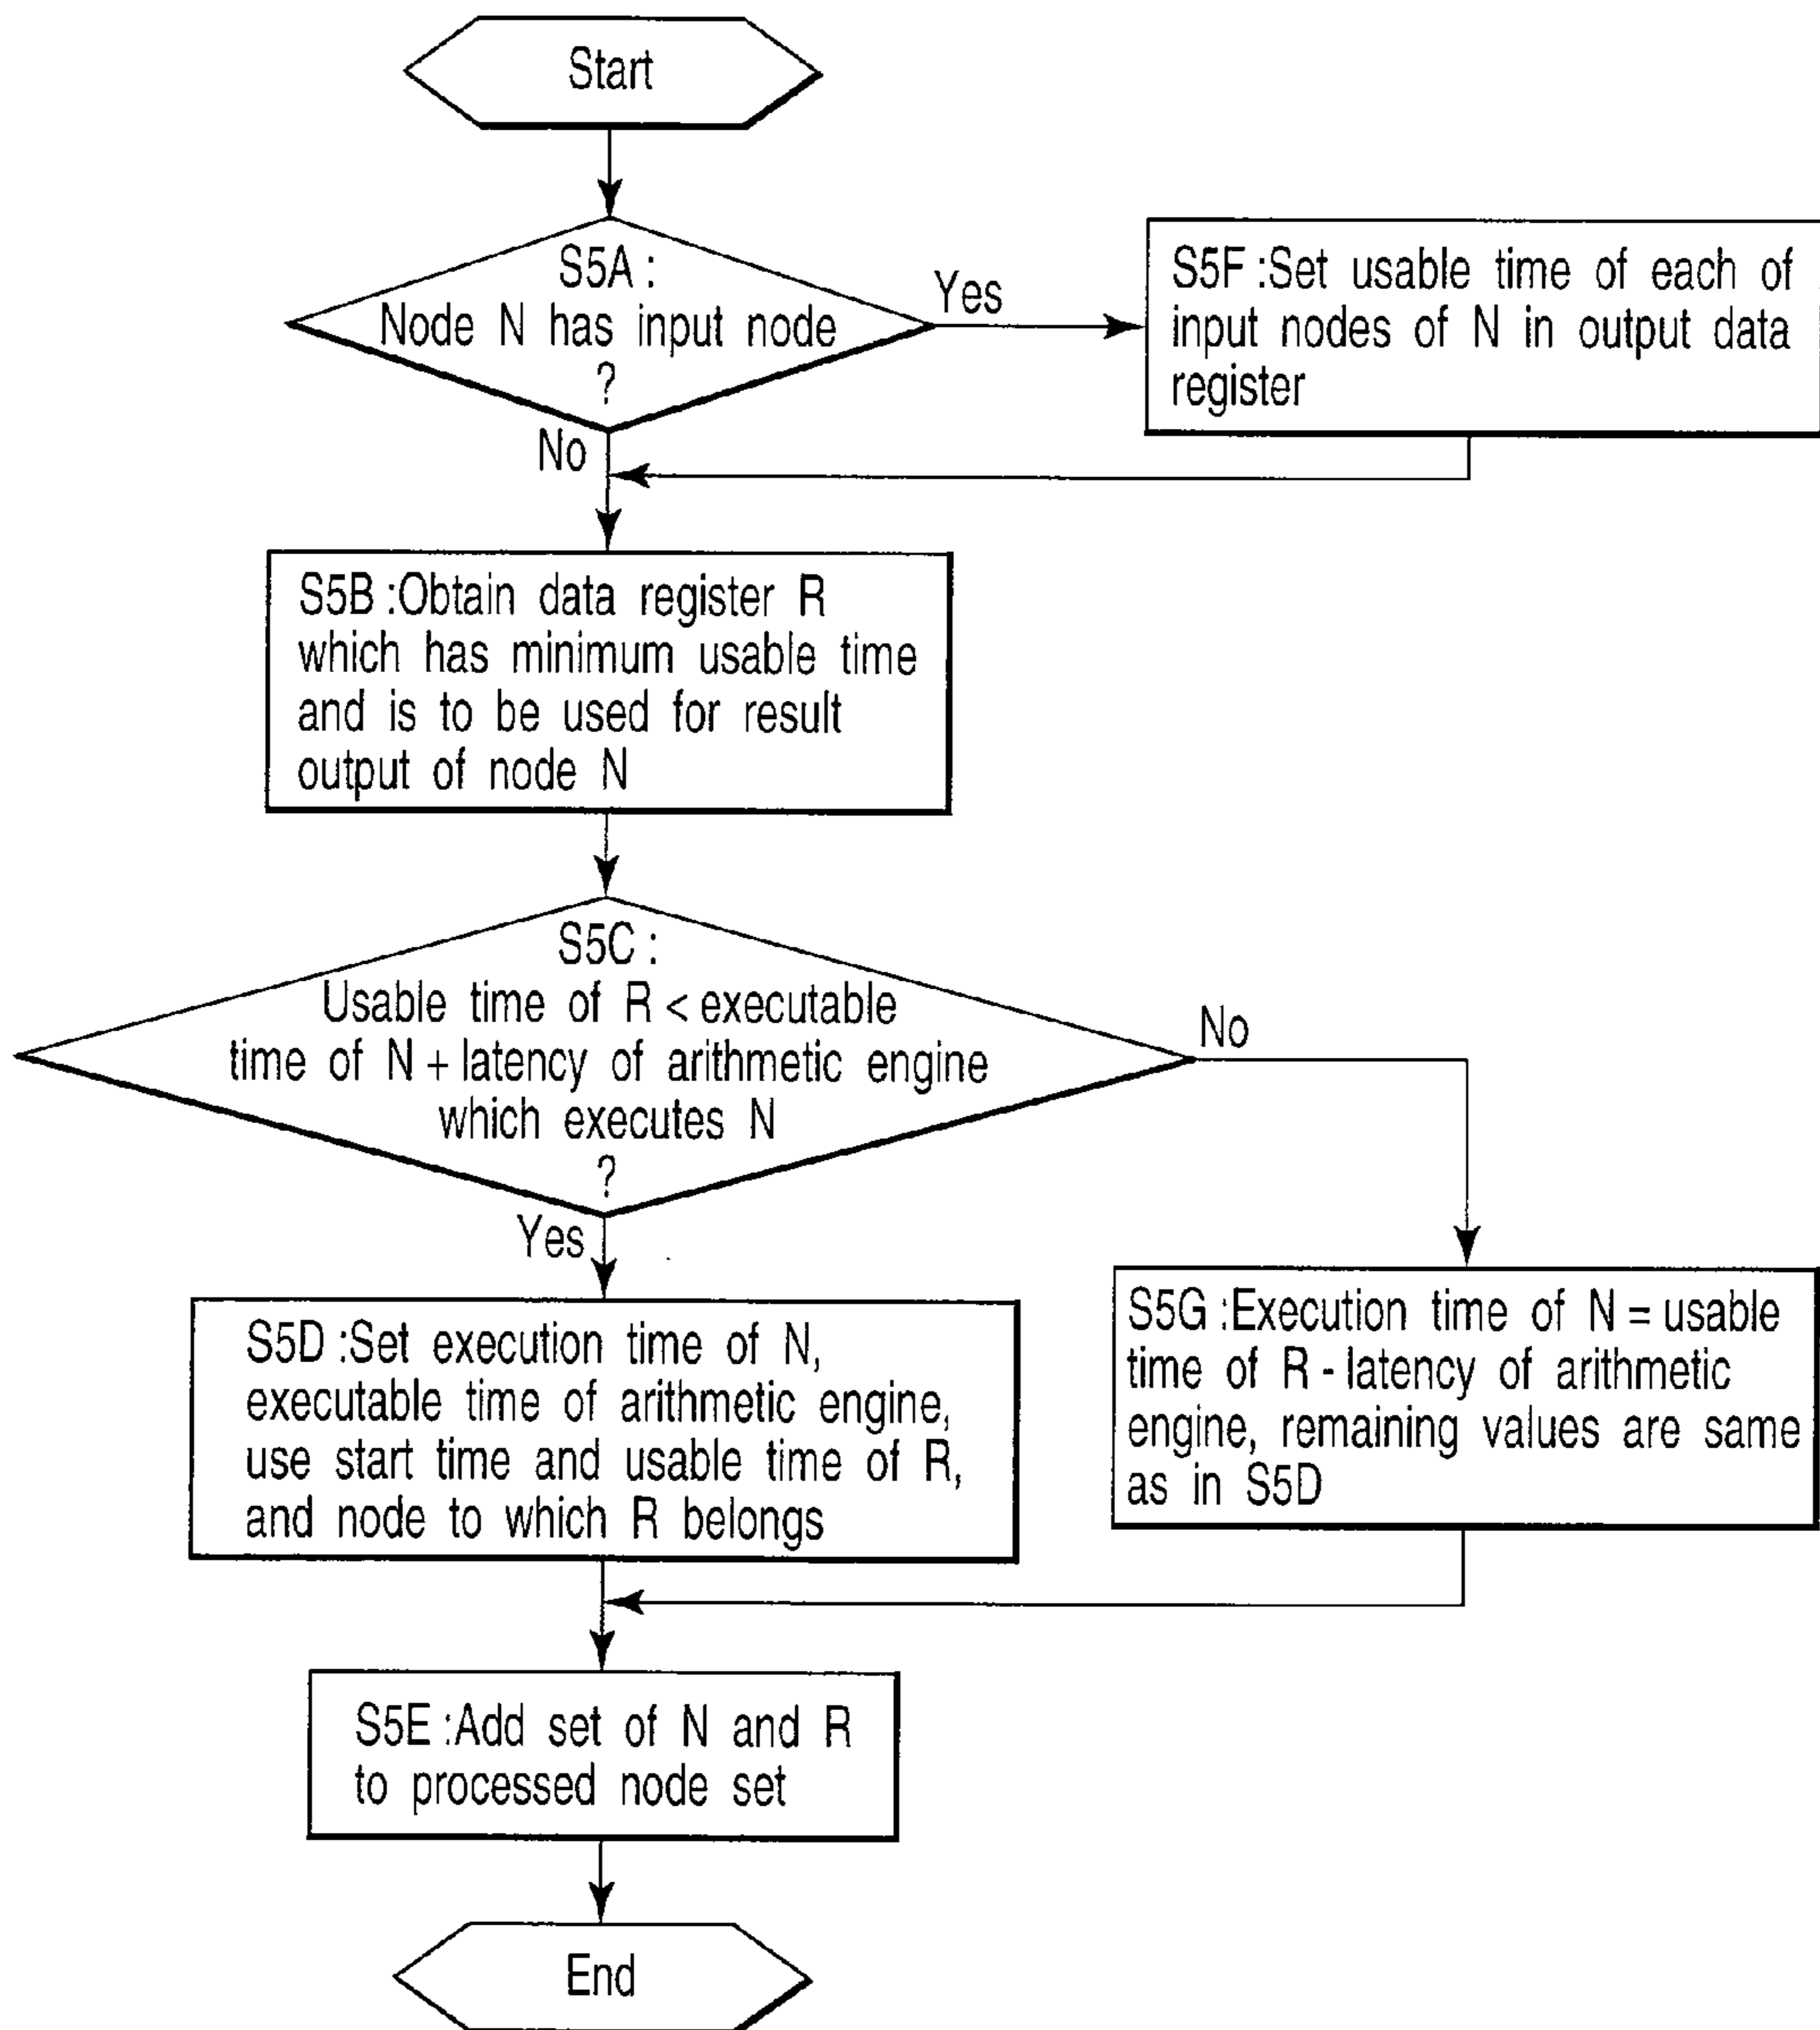 Start
S5A :
Node N has input node
?
Yes
S5F :Set usable time of each of
input nodes of N in output data
register
No
S5B :Obtain data register R
which has minimum usable time
and is to be used for result
output of node N
S5C :
Usable time of R < executable
time of N + latency of arithmetic engine
which executes N
?
No
Yes
S5D :Set execution time of N,
executable time of arithmetic engine,
use start time and usable time of R,
and node to which R belongs
S5G :Execution time of N = usable
time of R - latency of arithmetic
engine, remaining values are same
as in S5D
S5E :Add set of N and R
to processed node set
End